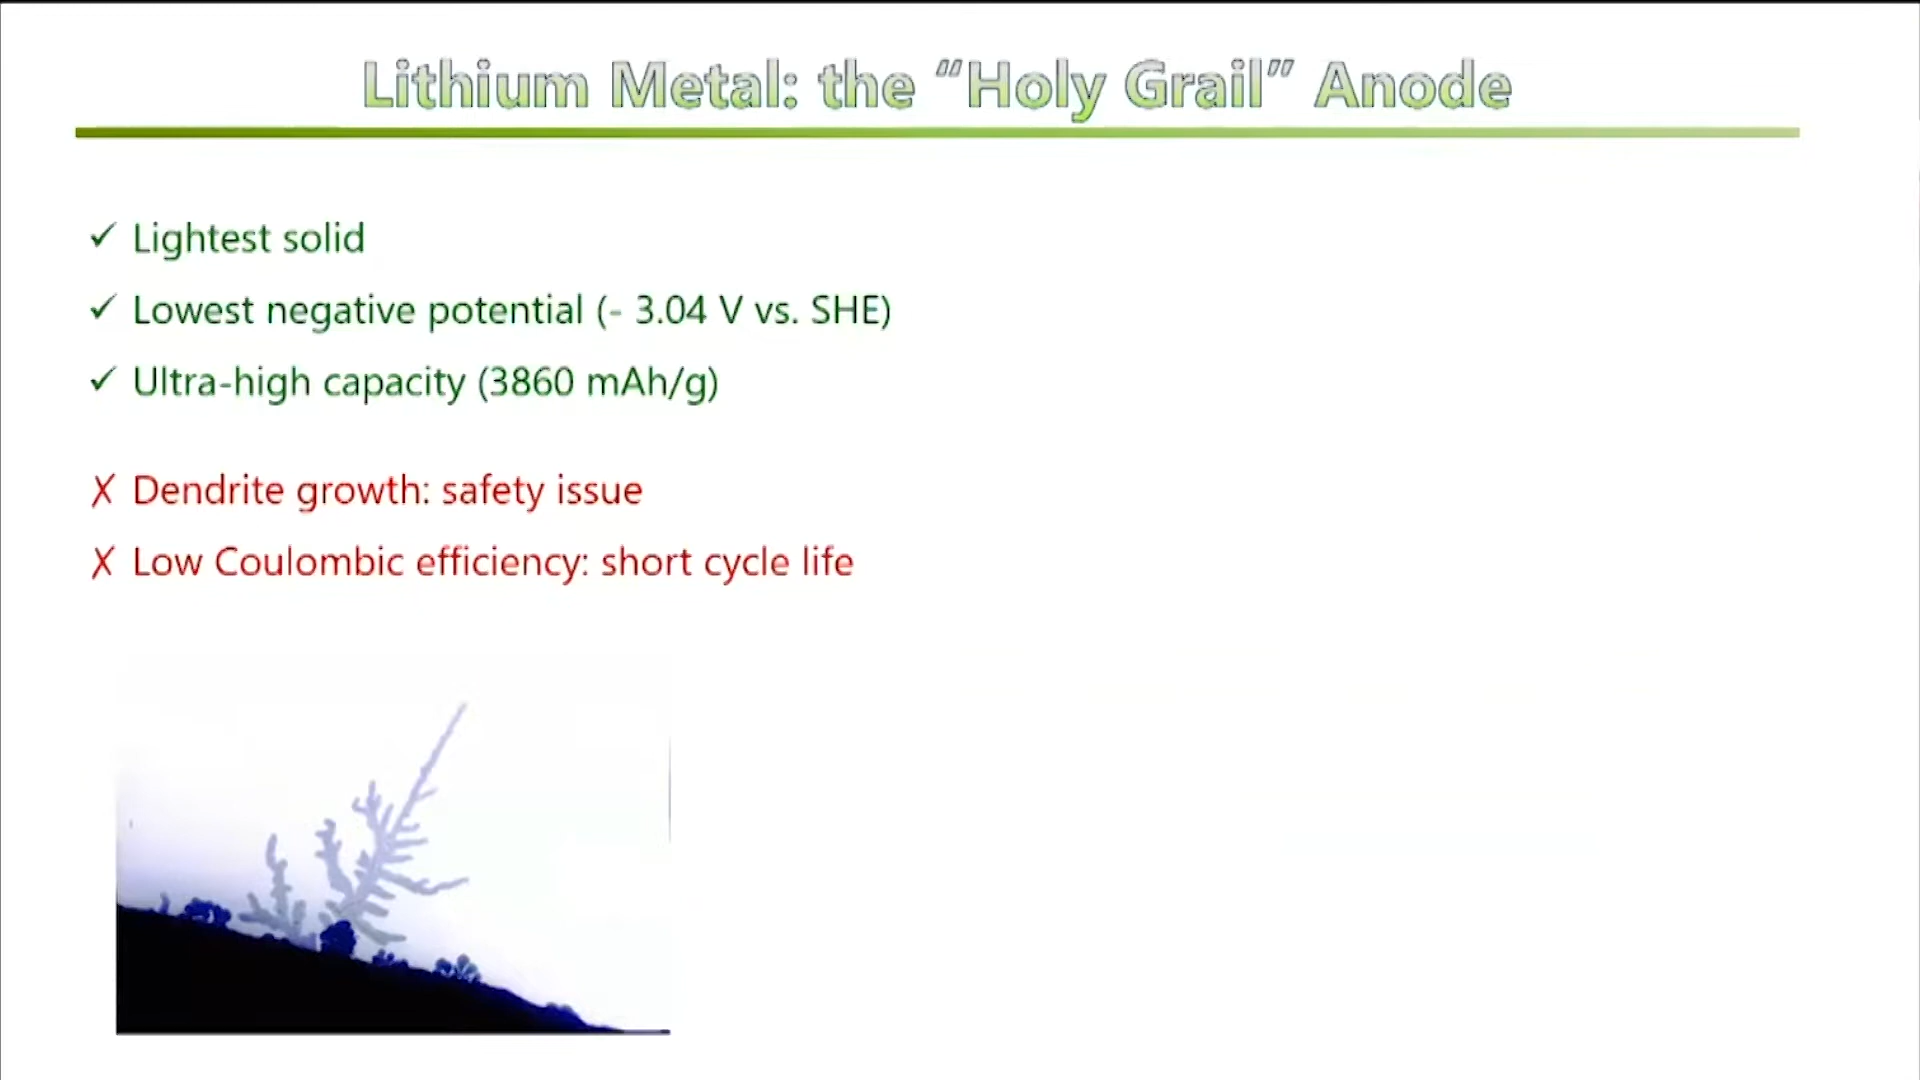 Lithium Metal: the “Holy Grail” Anode
✓ Lightest solid
✓ Lowest negative potential (- 3.04 V vs. SHE)
✓ Ultra-high capacity (3860 mAh/g)
✗ Dendrite growth: safety issue
✗ Low Coulombic efficiency: short cycle life